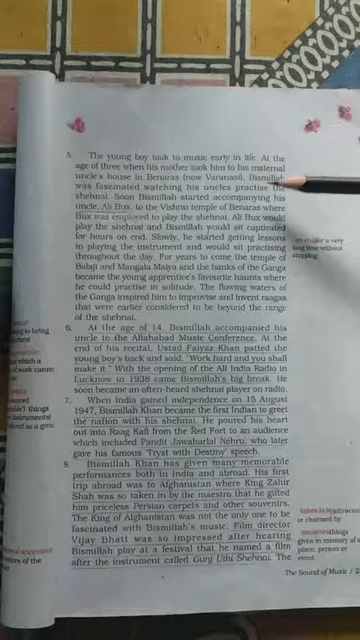 5. The young boy took to music early in life. At the
age of three when his mother took him to his maternal
uncle's house in Benaras (now Varanasi), Bismillah
was fascinated watching his uncles practise the
shehnai. Soon Bismillah started accompanying his
uncle, Ali Bux, to the Vishnu temple of Benaras where
Bux was employed to play the shehnai. Ali Bux would
play the shehnai and Bismillah would sit captivated
for hours on end. Slowly, he started getting lessons
in playing the instrument and would sit practising
throughout the day. For years to come the temple of
Balaji and Mangala Maiya and the banks of the Ganga
became the young apprentice's favourite haunts where
he could practise in solitude. The flowing waters of
the Ganga inspired him to improvise and invent raagas
that were earlier considered to be beyond the range
of the shehnai.
6. At the age of 14, Bismillah accompanied his
uncle to the Allahabad Music Conference. At the
end of his recital, Ustad Faiyaz Khan patted the
young boy's back and said, "Work hard and you shall
make it." With the opening of the All India Radio in
Lucknow in 1938 came Bismillah's big break. He
soon became an often-heard shehnai player on radio.
7. When India gained independence on 15 August
1947, Bismillah Khan became the first Indian to greet
the nation with his shehnai. He poured his heart
out into Raag Kafi from the Red Fort to an audience
which included Pandit Jawaharlal Nehru, who later
gave his famous 'Tryst with Destiny' speech.
8. Bismillah Khan has given many memorable
performances both in India and abroad. His first
trip abroad was to Afghanistan where King Zahir
Shah was so taken in by the maestro that he gifted
him priceless Persian carpets and other souvenirs.
The King of Afghanistan was not the only one to be
fascinated with Bismillah's music. Film director
Vijay Bhatt was so impressed after hearing
Bismillah play at a festival that he named a film
after the instrument called Gunj Uthi Shehnai. The
on end: for a very
long time without
stopping
taken in by: attracted
or charmed by
souvenirs: things
given in memory of a
place, person or
event
The Sound of Music / 2